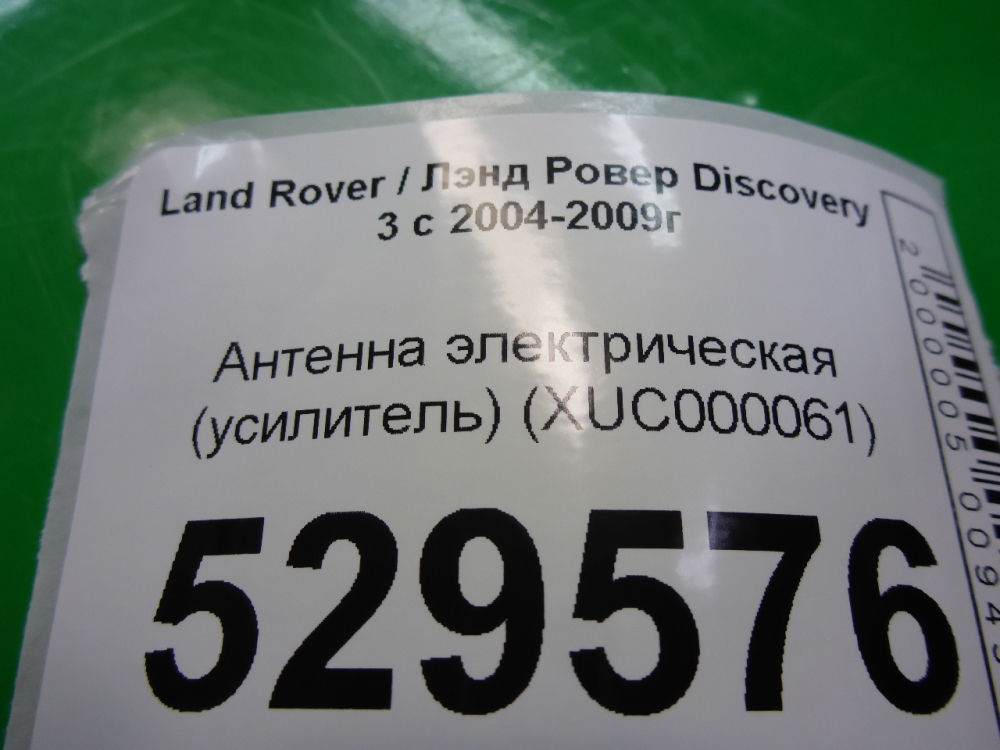 Land Rover / Лэнд Ровер Discovery
3 с 2004-2009г
Антенна электрическая
(усилитель) (XUC000061)
529576